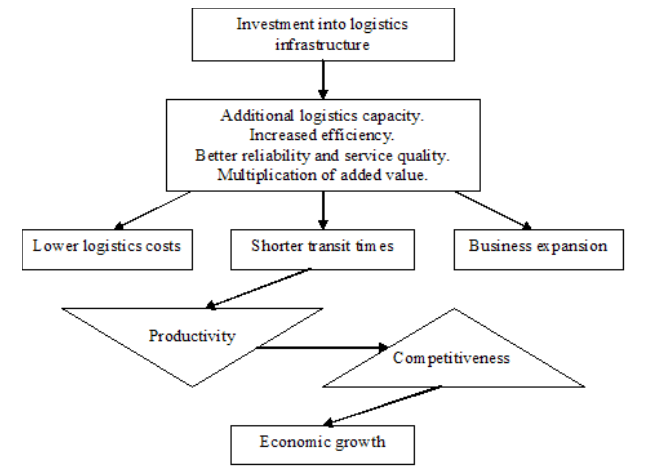 Investment into logistics
infrastructure
Additional logistics capacity.
Increased efficiency.
Better reliability and service quality.
Multiplication of added value.
Lower logistics costs
Shorter transit times
Business expansion
Productivity
Competitiveness
Economic growth